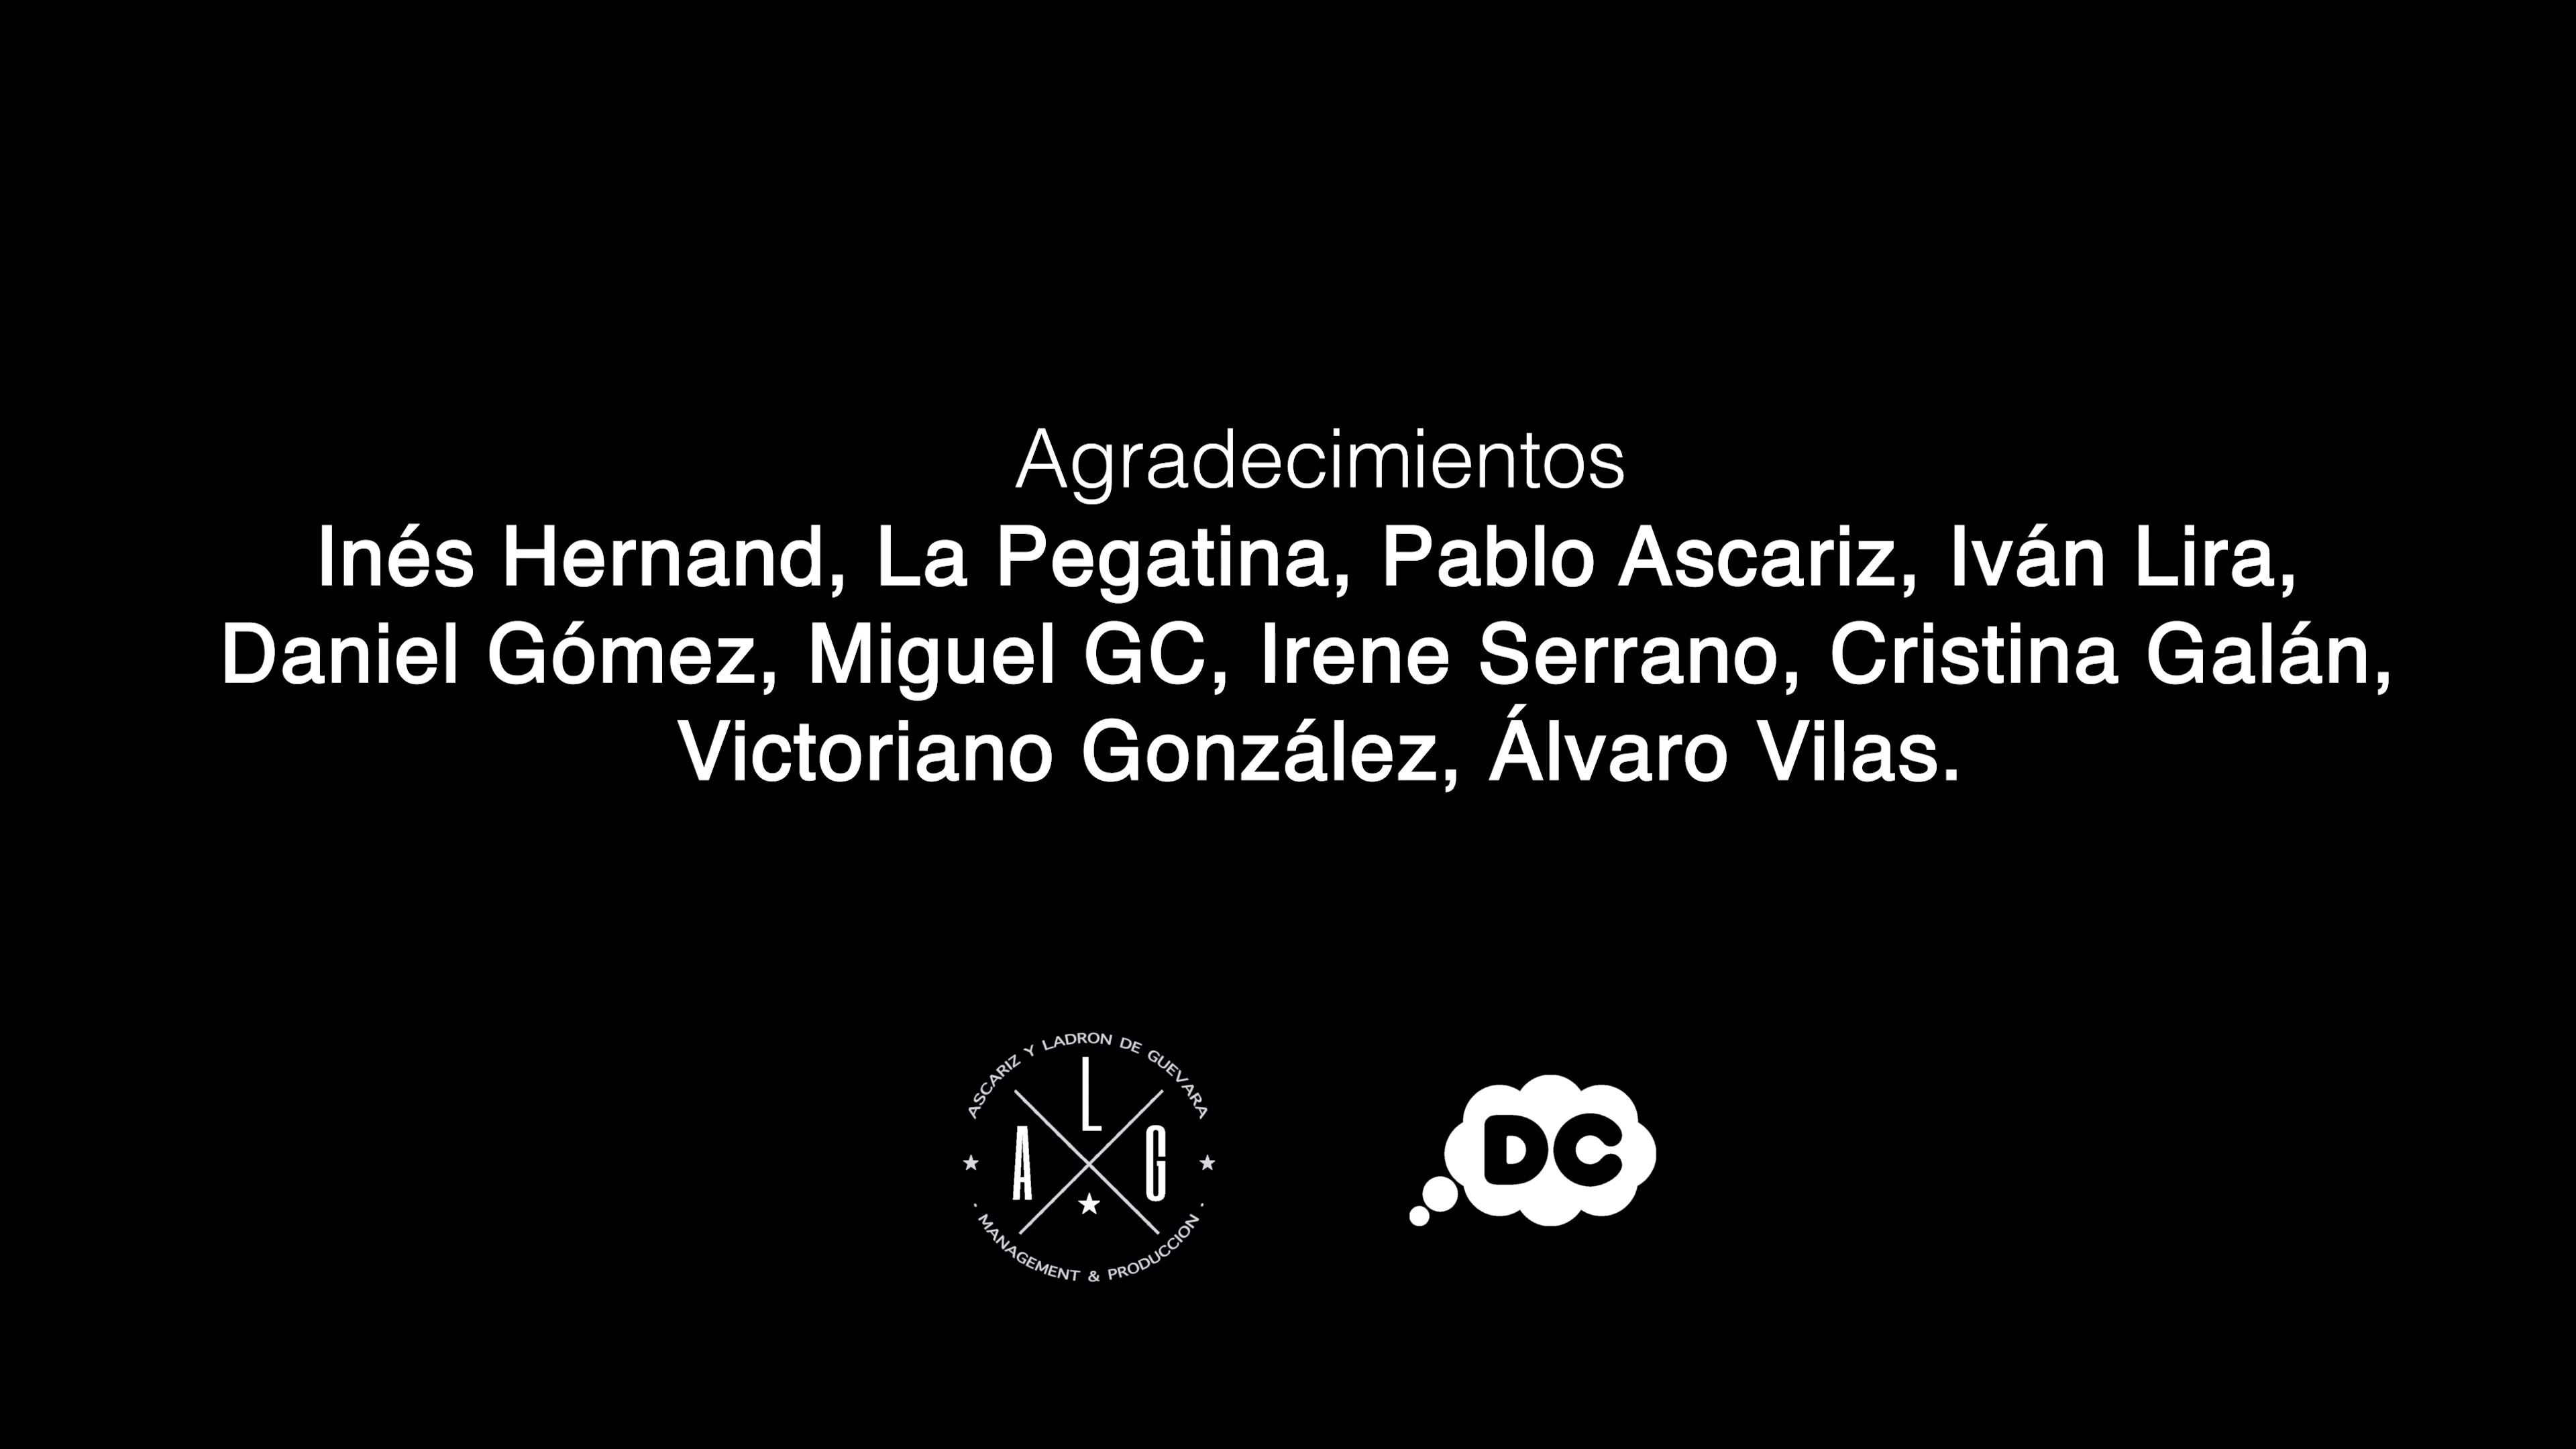 Agradecimientos
Inés Hernand, La Pegatina, Pablo Ascariz, Iván Lira,
Daniel Gómez, Miguel GC, Irene Serrano, Cristina Galán,
Victoriano González, Álvaro Vilas.
ASCARIZ Y LADRON DE GUEVARA
L
A G
· MANAGEMENT & PRODUCCION ·
DC